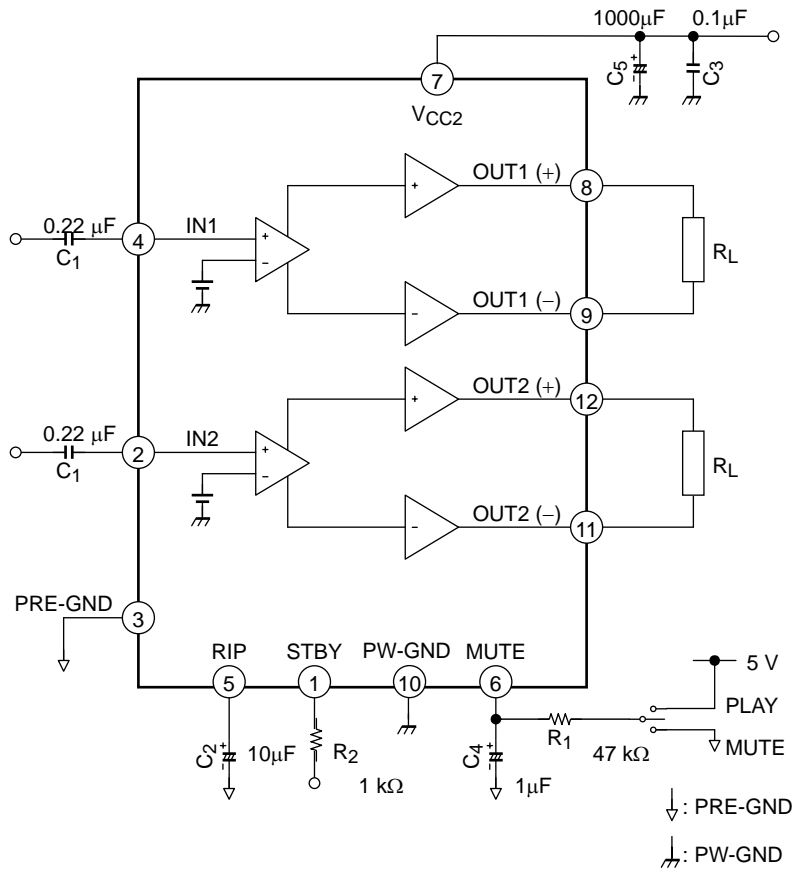 1000μF 0.1μF
C5 C3
7
VCC2
OUT1 (+)
8
0.22 μF
4
IN1
C1
RL
OUT1 (−)
9
OUT2 (+)
12
0.22 μF
2
IN2
C1
RL
OUT2 (−)
11
PRE-GND
3
RIP STBY PW-GND MUTE
5 1 10 6
5 V
PLAY
C2 10μF R2 1 kΩ C4 1μF R1 47 kΩ
MUTE
: PRE-GND
: PW-GND